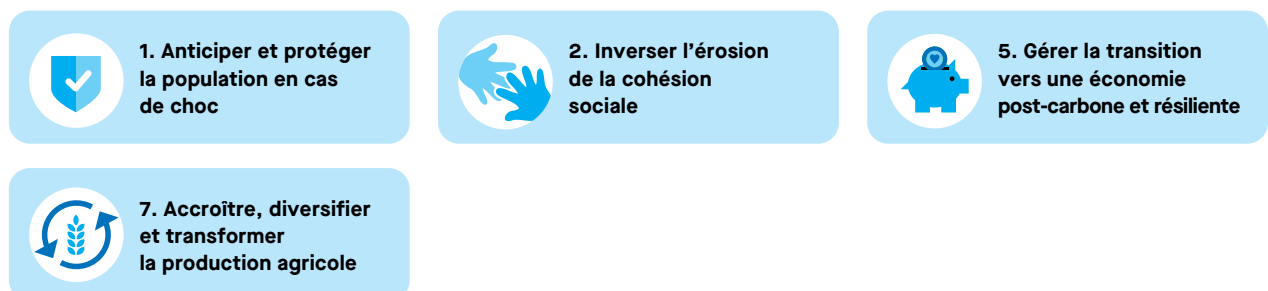 1. Anticiper et protéger
la population en cas
de choc
2. Inverser l’érosion
de la cohésion
sociale
5. Gérer la transition
vers une économie
post-carbone et résiliente
7. Accroître, diversifier
et transformer
la production agricole